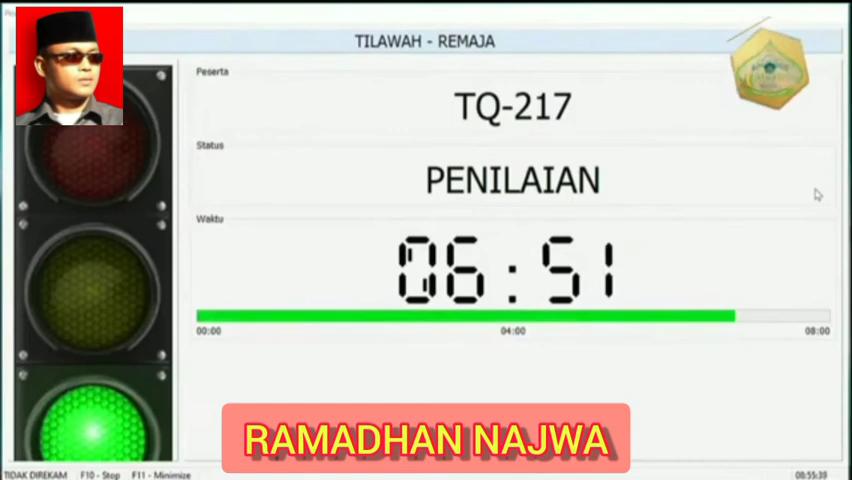 TILAWAH - REMAJA
Peserta
TQ-217
Status
PENILAIAN
Waktu
06:51
00:00 04:00 08:00
RAMADHAN NAJWA
TIDAK DIREKAM F10 - Stop F11 - Minimize 08:55:39